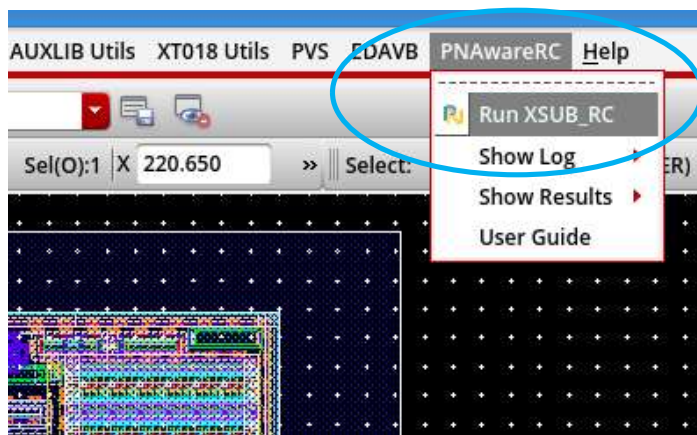 AUXLIB Utils XT018 Utils PVS EDAVB PNAwareRC Help
Run XSUB_RC
Sel(O):1 X 220.650 » Select: ER)
Show Log
Show Results
User Guide